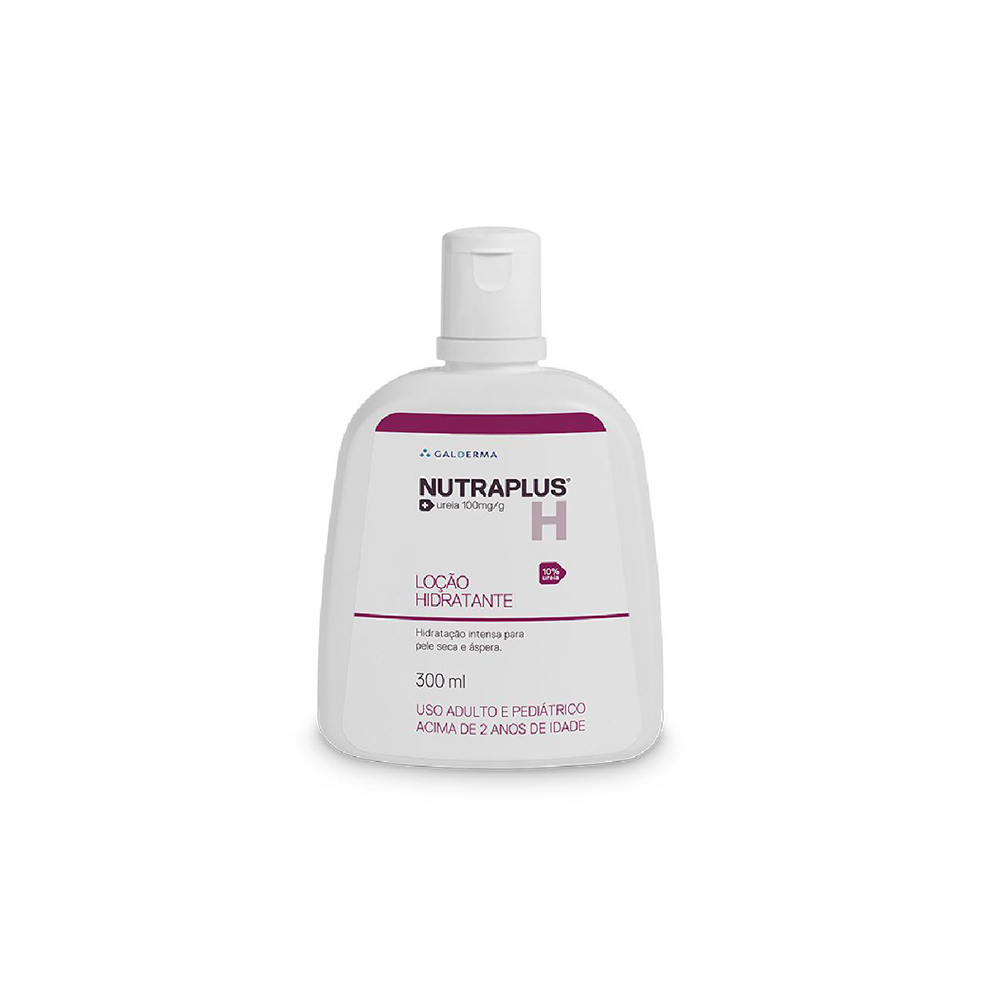 GALDERMA
NUTRAPLUS®
ureia 100mg/g
H
10%
ureia
LOÇÃO
HIDRATANTE
Hidratação intensa para
pele seca e áspera.
300 ml
USO ADULTO E PEDIÁTRICO
ACIMA DE 2 ANOS DE IDADE